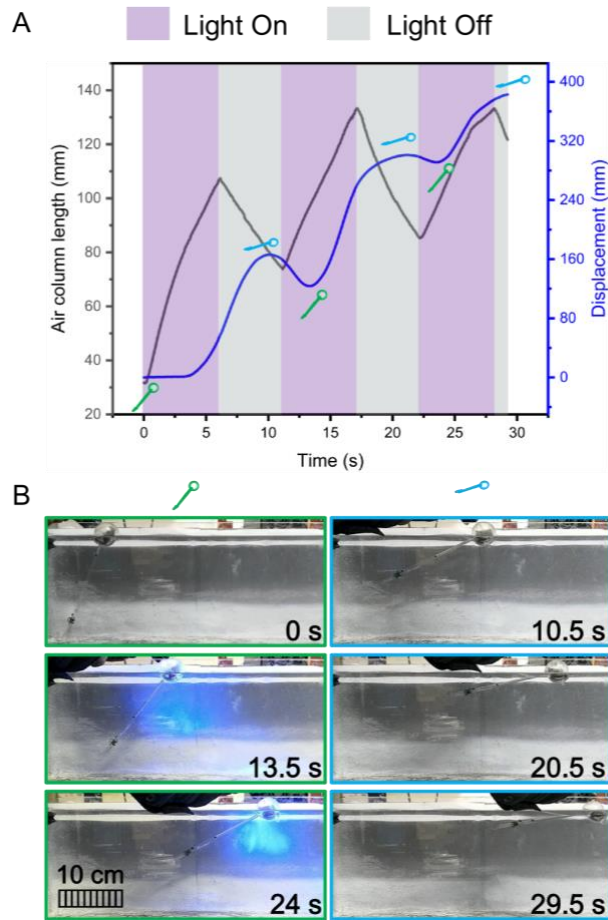 A
Light On
Light Off
140
120
100
80
60
40
20
Air column length (mm)
400
320
240
160
80
0
Displacement (mm)
0
5
10
15
20
25
30
Time (s)
B
0 s
10.5 s
13.5 s
20.5 s
10 cm
24 s
29.5 s